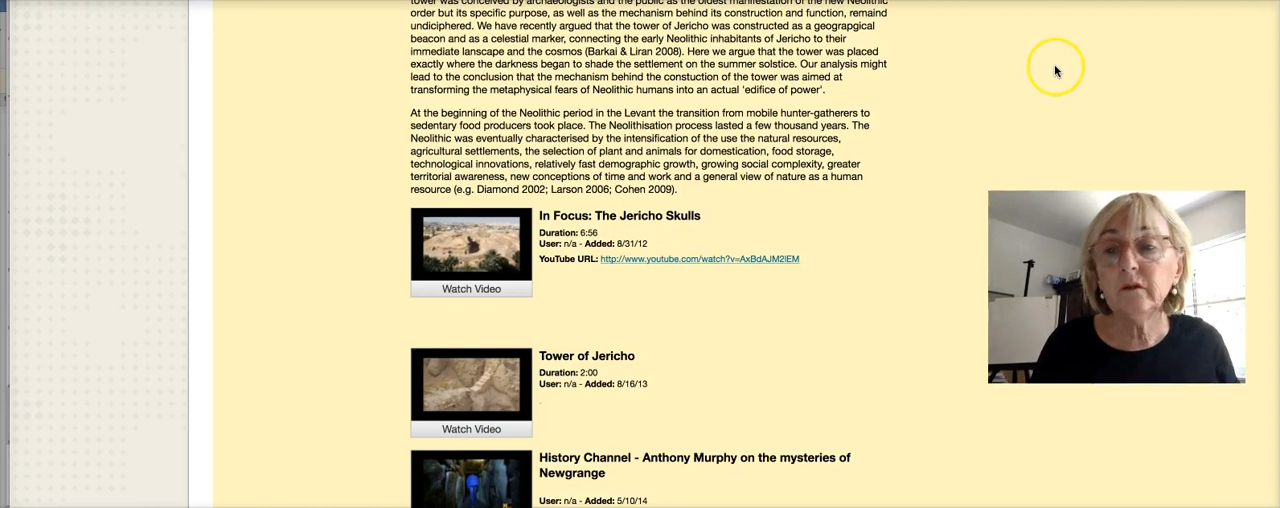 tower was conceived by archaeologists and the public as the oldest manifestation of the new Neolithic
order but its specific purpose, as well as the mechanism behind its construction and function, remain
undiciphered. We have recently argued that the tower of Jericho was constructed as a geograpgical
beacon and as a celestial marker, connecting the early Neolithic inhabitants of Jericho to their
immediate lanscape and the cosmos (Barkai & Liran 2008). Here we argue that the tower was placed
exactly where the darkness began to shade the settlement on the summer solstice. Our analysis might
lead to the conclusion that the mechanism behind the constuction of the tower was aimed at
transforming the metaphysical fears of Neolithic humans into an actual 'edifice of power'.
At the beginning of the Neolithic period in the Levant the transition from mobile hunter-gatherers to
sedentary food producers took place. The Neolithisation process lasted a few thousand years. The
Neolithic was eventually characterised by the intensification of the use the natural resources,
agricultural settlements, the selection of plant and animals for domestication, food storage,
technological innovations, relatively fast demographic growth, growing social complexity, greater
territorial awareness, new conceptions of time and work and a general view of nature as a human
resource (e.g. Diamond 2002; Larson 2006; Cohen 2009).
In Focus: The Jericho Skulls
Duration: 6:56
User: n/a - Added: 8/31/12
YouTube URL: http://www.youtube.com/watch?v=AxBdAJM2lEM
Watch Video
Tower of Jericho
Duration: 2:00
User: n/a - Added: 8/16/13
Watch Video
History Channel - Anthony Murphy on the mysteries of
Newgrange
User: n/a - Added: 5/10/14